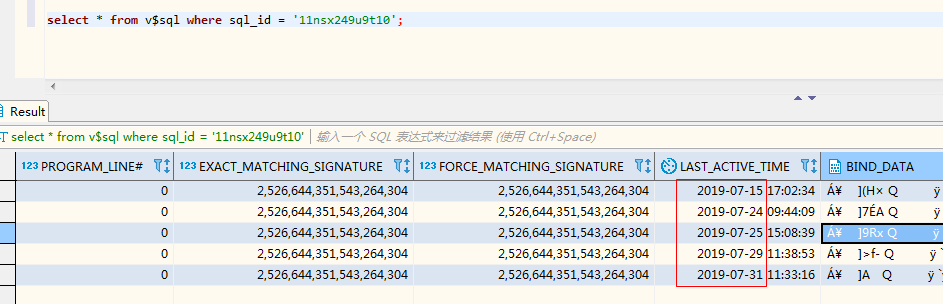 select * from v$sql where sql_id = '11nsx249u9t10';
Result
select * from v$sql where sql_id = '11nsx249u9t10' 输入一个 SQL 表达式来过滤结果 (使用 Ctrl+Space)
123 PROGRAM_LINE# 123 EXACT_MATCHING_SIGNATURE 123 FORCE_MATCHING_SIGNATURE LAST_ACTIVE_TIME BIND_DATA
0 2,526,644,351,543,264,304 2,526,644,351,543,264,304 2019-07-15 17:02:34 Á¥ ](H× Q ÿ
0 2,526,644,351,543,264,304 2,526,644,351,543,264,304 2019-07-24 09:44:09 Á¥ ]7ÉA Q ÿ
0 2,526,644,351,543,264,304 2,526,644,351,543,264,304 2019-07-25 15:08:39 Á¥ ]9Rx Q ÿ
0 2,526,644,351,543,264,304 2,526,644,351,543,264,304 2019-07-29 11:38:53 Á¥ ]>f- Q ÿ
0 2,526,644,351,543,264,304 2,526,644,351,543,264,304 2019-07-31 11:33:16 Á¥ ]A Q ÿ